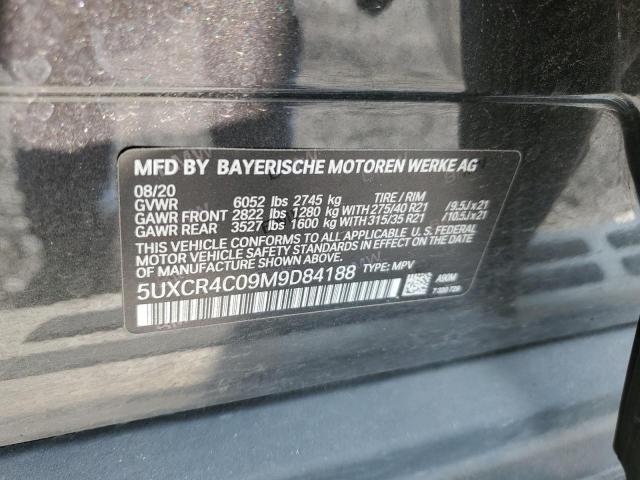 MFD BY BAYERISCHE MOTOREN WERKE AG
08/20
GVWR 6052 lbs 2745 kg TIRE / RIM
GAWR FRONT 2822 lbs 1280 kg WITH 275/40 R21 /9.5Jx21
GAWR REAR 3527 lbs 1600 kg WITH 315/35 R21 /10.5Jx21
THIS VEHICLE CONFORMS TO ALL APPLICABLE U.S. FEDERAL
MOTOR VEHICLE SAFETY STANDARDS IN EFFECT ON THE DATE
OF MANUFACTURE SHOWN ABOVE.
5UXCR4C09M9D84188 TYPE: MPV
A90M